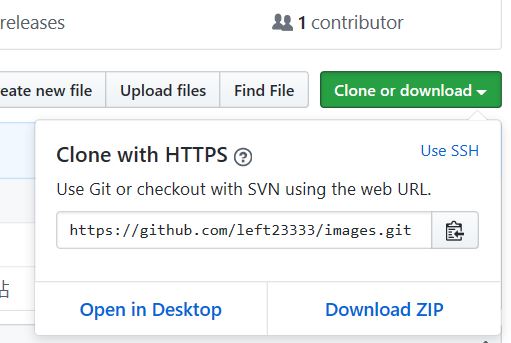 releases
1 contributor
eate new file
Upload files
Find File
Clone or download
Clone with HTTPS ?
Use SSH
Use Git or checkout with SVN using the web URL.
https://github.com/left23333/images.git
站
Open in Desktop
Download ZIP